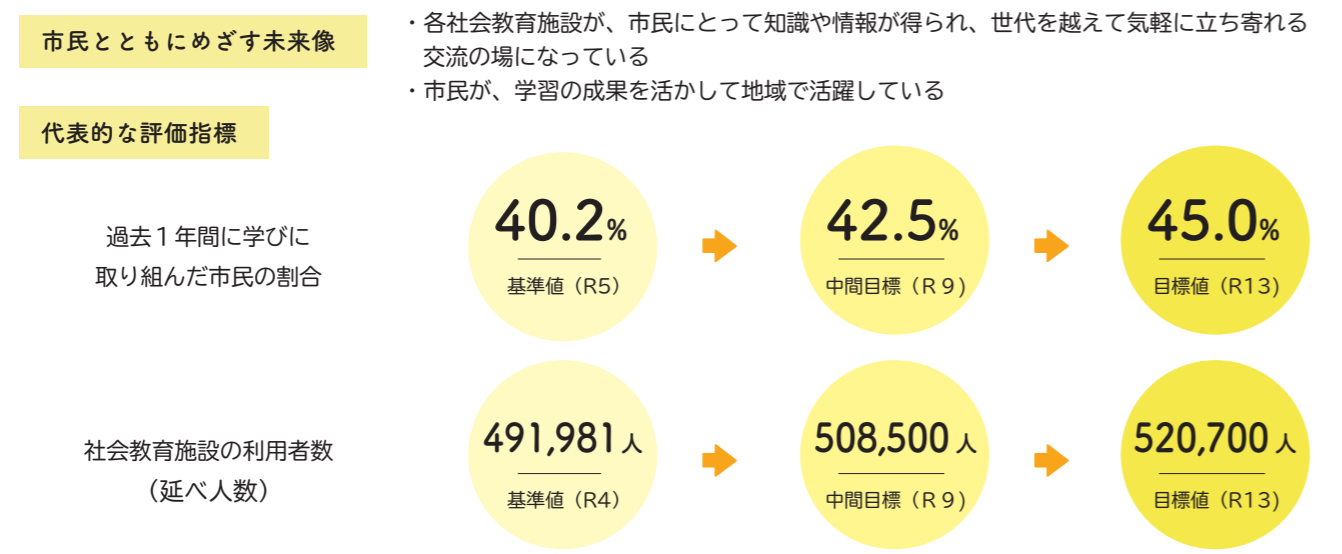 市民とともにめざす未来像
・各社会教育施設が、市民にとって知識や情報が得られ、世代を越えて気軽に立ち寄れる
交流の場になっている
・市民が、学習の成果を活かして地域で活躍している
代表的な評価指標
過去１年間に学びに
取り組んだ市民の割合
40.2%
基準値（R5）
42.5%
中間目標（R９）
45.0%
目標値（R13）
社会教育施設の利用者数
（延べ人数）
491,981人
基準値（R4）
508,500人
中間目標（R９）
520,700人
目標値（R13）